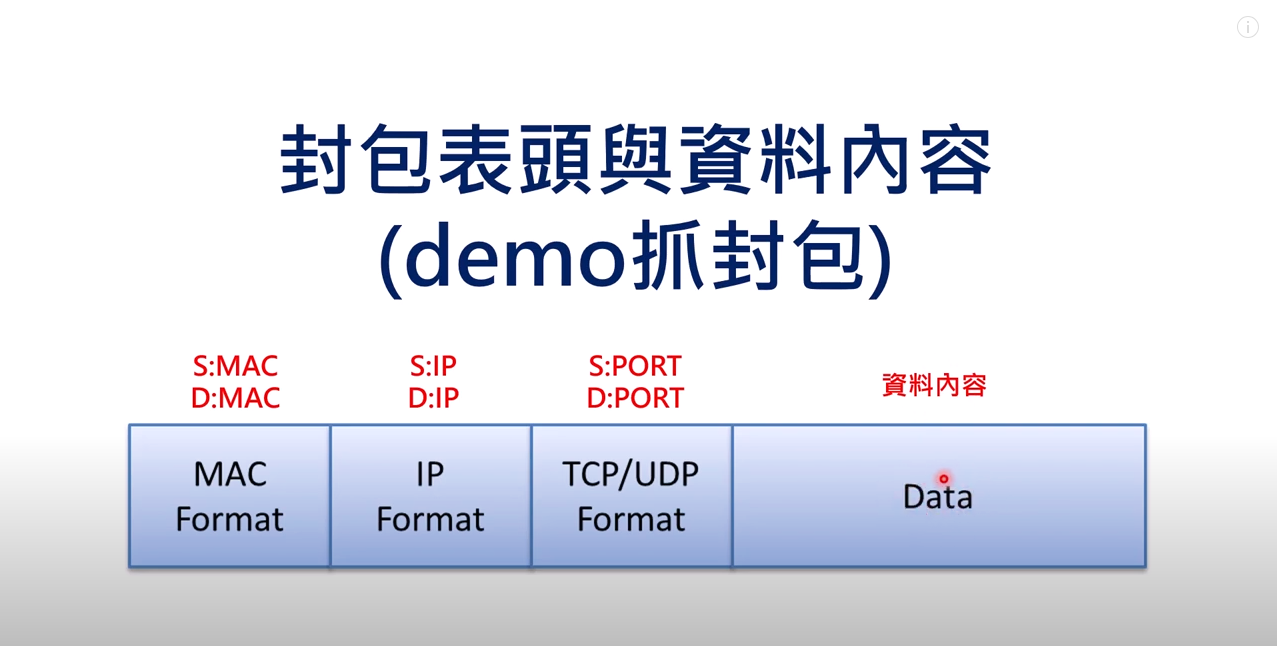 封包表頭與資料內容
(demo抓封包)
S:MAC
D:MAC
S:IP
D:IP
S:PORT
D:PORT
資料內容
MAC
Format
IP
Format
TCP/UDP
Format
Data